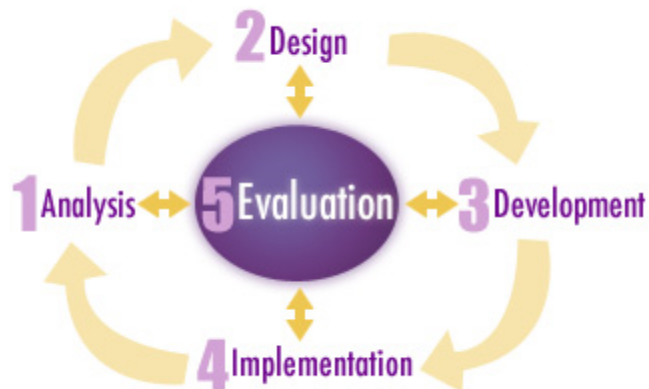 2 Design
1 Analysis
5 Evaluation
3 Development
4 Implementation